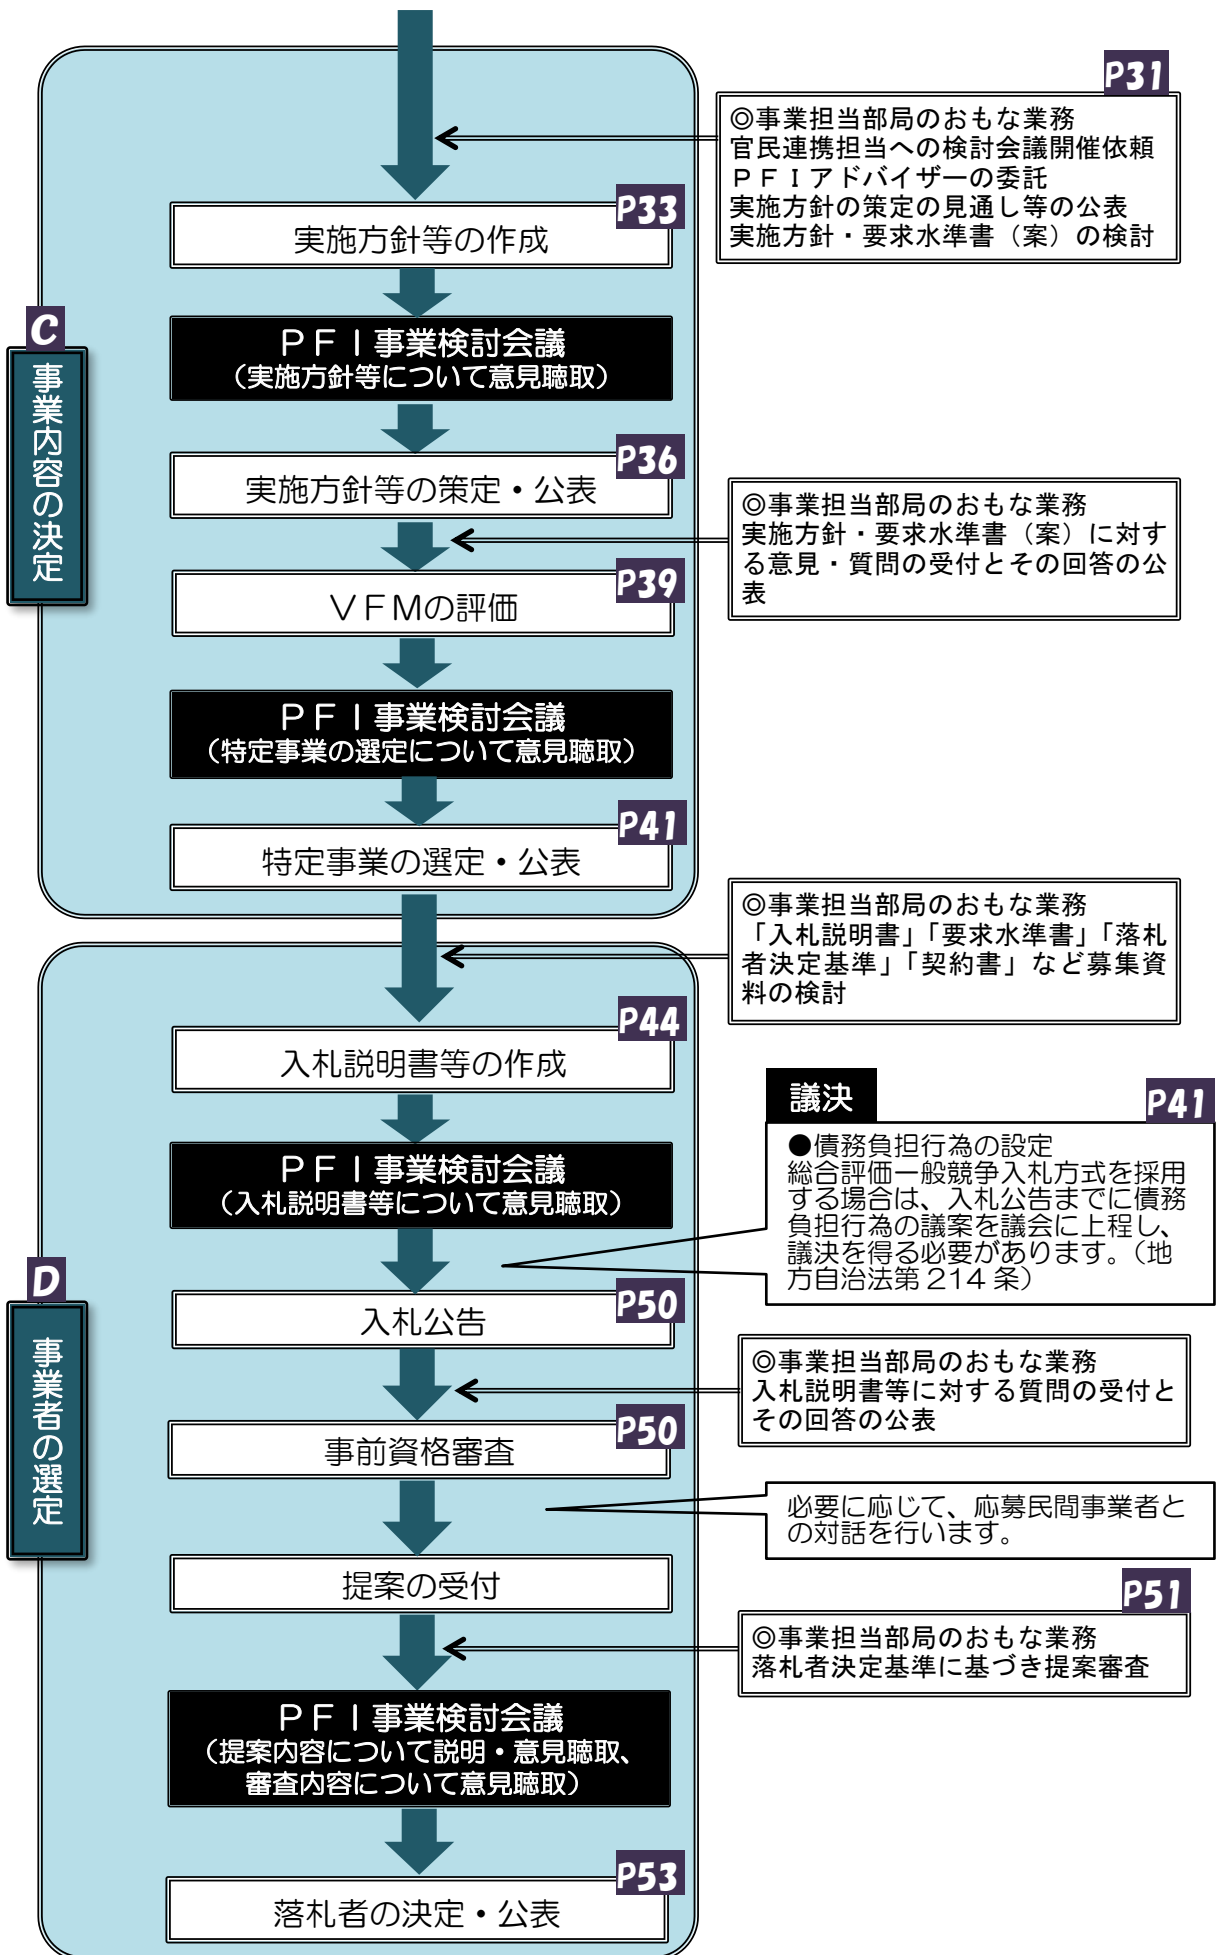 P31
◎事業担当部局のおもな業務
官民連携担当への検討会議開催依頼
ＰＦＩアドバイザーの委託
実施方針の策定の見通し等の公表
実施方針・要求水準書（案）の検討
P33
実施方針等の作成
C
事業内容の決定
ＰＦＩ事業検討会議
（実施方針等について意見聴取）
P36
実施方針等の策定・公表
◎事業担当部局のおもな業務
実施方針・要求水準書（案）に対す
る意見・質問の受付とその回答の公
表
P39
ＶＦＭの評価
ＰＦＩ事業検討会議
（特定事業の選定について意見聴取）
P41
特定事業の選定・公表
◎事業担当部局のおもな業務
「入札説明書」「要求水準書」「落札
者決定基準」「契約書」など募集資
料の検討
P44
入札説明書等の作成
議決
P41
●債務負担行為の設定
総合評価一般競争入札方式を採用
する場合は、入札公告までに債務
負担行為の議案を議会に上程し、
議決を得る必要があります。（地
方自治法第 214 条）
ＰＦＩ事業検討会議
（入札説明書等について意見聴取）
D
事業者の選定
P50
入札公告
◎事業担当部局のおもな業務
入札説明書等に対する質問の受付と
その回答の公表
P50
事前資格審査
必要に応じて、応募民間事業者と
の対話を行います。
提案の受付
P51
◎事業担当部局のおもな業務
落札者決定基準に基づき提案審査
ＰＦＩ事業検討会議
（提案内容について説明・意見聴取、
審査内容について意見聴取）
P53
落札者の決定・公表